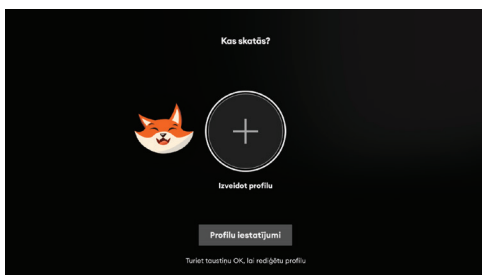 Kas skatās?
Izveidot profilu
Profilu iestatījumi
Turiet taustiņu OK, lai rediģētu profilu